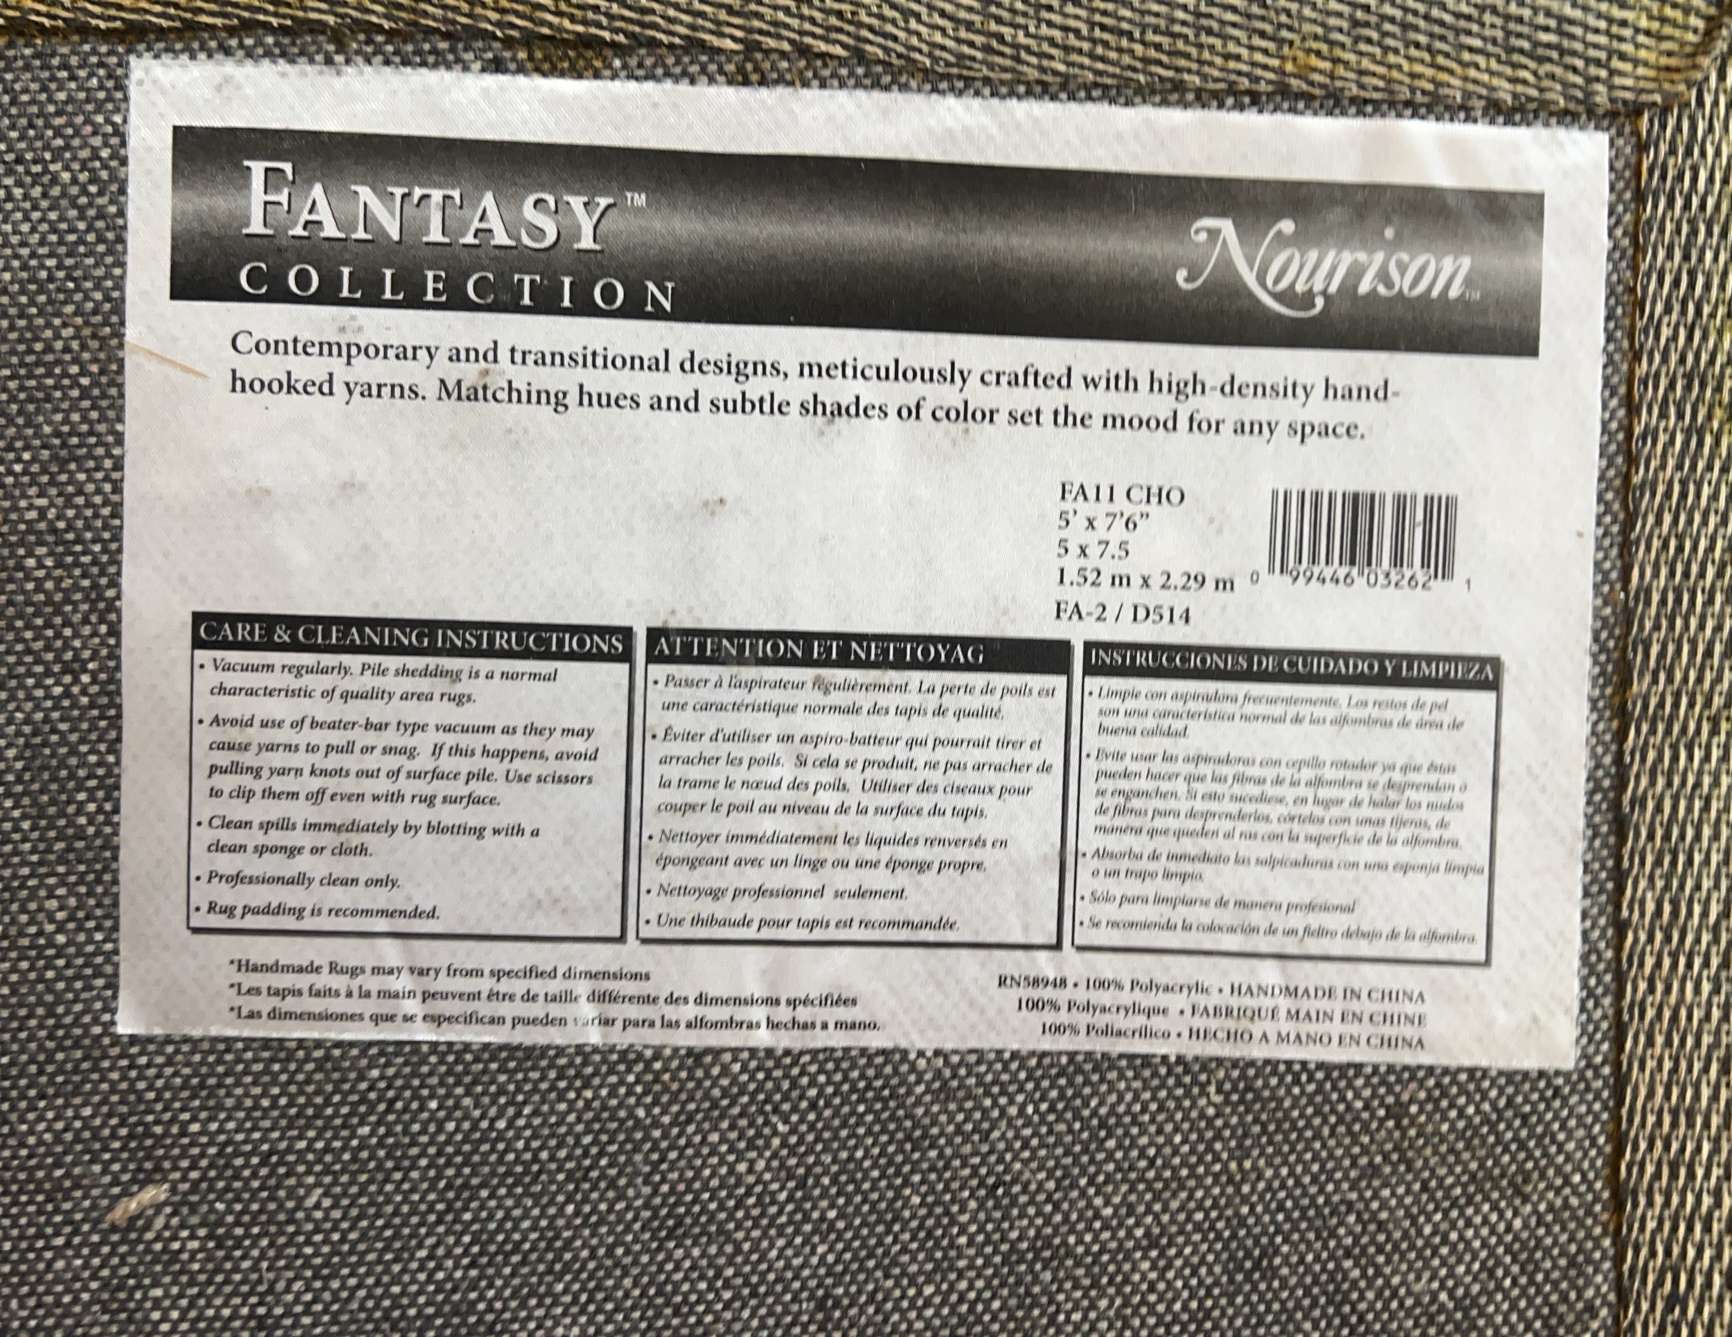 FANTASY™
COLLECTION
Nourison™
Contemporary and transitional designs, meticulously crafted with high-density hand-
hooked yarns. Matching hues and subtle shades of color set the mood for any space.
FA11 CHO
5' x 7'6"
5 x 7.5
1.52 m x 2.29 m
FA-2 / D514
0 99446 03262 1
CARE & CLEANING INSTRUCTIONS
• Vacuum regularly. Pile shedding is a normal
characteristic of quality area rugs.
• Avoid use of beater-bar type vacuum as they may
cause yarns to pull or snag. If this happens, avoid
pulling yarn knots out of surface pile. Use scissors
to clip them off even with rug surface.
• Clean spills immediately by blotting with a
clean sponge or cloth.
• Professionally clean only.
• Rug padding is recommended.
ATTENTION ET NETTOYAG
• Passer à l'aspirateur régulièrement. La perte de poils est
une caractéristique normale des tapis de qualité.
• Éviter d'utiliser un aspiro-batteur qui pourrait tirer et
arracher les poils. Si cela se produit, ne pas arracher de
la trame le nœud des poils. Utiliser des ciseaux pour
couper le poil au niveau de la surface du tapis.
• Nettoyer immédiatement les liquides renversés en
épongeant avec un linge ou une éponge propre.
• Nettoyage professionnel seulement.
• Une thibaude pour tapis est recommandée.
INSTRUCCIONES DE CUIDADO Y LIMPIEZA
• Limpie con aspiradora frecuentemente. Los restos de pel
son una característica normal de las alfombras de área de
buena calidad.
• Evite usar las aspiradoras con cepillo rotador ya que éstas
pueden hacer que las fibras de la alfombra se desprendan o
se enganchen. Si esto sucediese, en lugar de halar los nudos
de fibras para desprenderlos, córtelos con unas tijeras, de
manera que queden al ras con la superficie de la alfombra.
• Absorba de inmediato las salpicaduras con una esponja limpia
o un trapo limpio.
• Sólo para limpiarse de manera profesional
• Se recomienda la colocación de un fieltro debajo de la alfombra.
*Handmade Rugs may vary from specified dimensions
*Les tapis faits à la main peuvent être de taille différente des dimensions spécifiées
*Las dimensiones que se especifican pueden variar para las alfombras hechas a mano.
RN58948 • 100% Polyacrylic • HANDMADE IN CHINA
100% Polyacrylique • FABRIQUÉ MAIN EN CHINE
100% Poliacrílico • HECHO A MANO EN CHINA